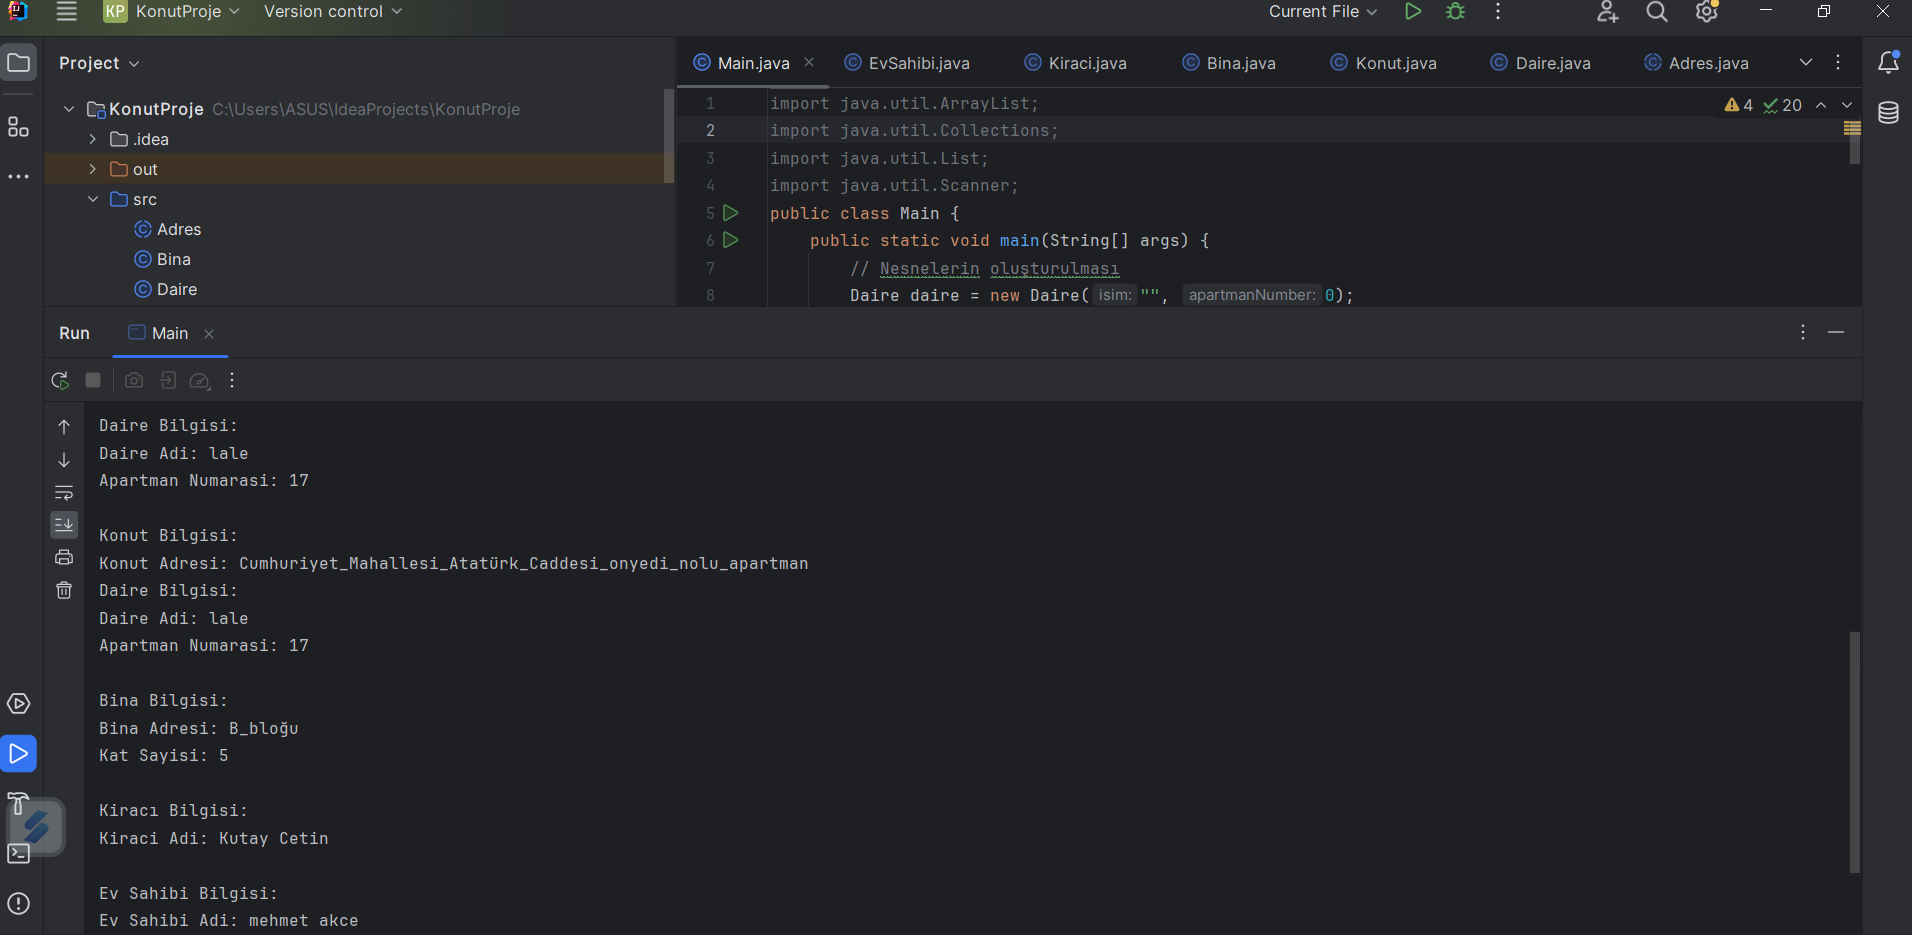 KP KonutProje Version control Current File
Project
KonutProje C:\Users\ASUS\IdeaProjects\KonutProje
.idea
out
src
Adres
Bina
Daire
Main.java EvSahibi.java Kiraci.java Bina.java Konut.java Daire.java Adres.java
4 20
1 import java.util.ArrayList;
2 import java.util.Collections;
3 import java.util.List;
4 import java.util.Scanner;
5 public class Main {
6 public static void main(String[] args) {
7 // Nesnelerin oluşturulması
8 Daire daire = new Daire( isim: "", apartmanNumber: 0);
Run Main
Daire Bilgisi:
Daire Adi: lale
Apartman Numarasi: 17
Konut Bilgisi:
Konut Adresi: Cumhuriyet_Mahallesi_Atatürk_Caddesi_onyedi_nolu_apartman
Daire Bilgisi:
Daire Adi: lale
Apartman Numarasi: 17
Bina Bilgisi:
Bina Adresi: B_bloğu
Kat Sayisi: 5
Kiracı Bilgisi:
Kiraci Adi: Kutay Cetin
Ev Sahibi Bilgisi:
Ev Sahibi Adi: mehmet akce